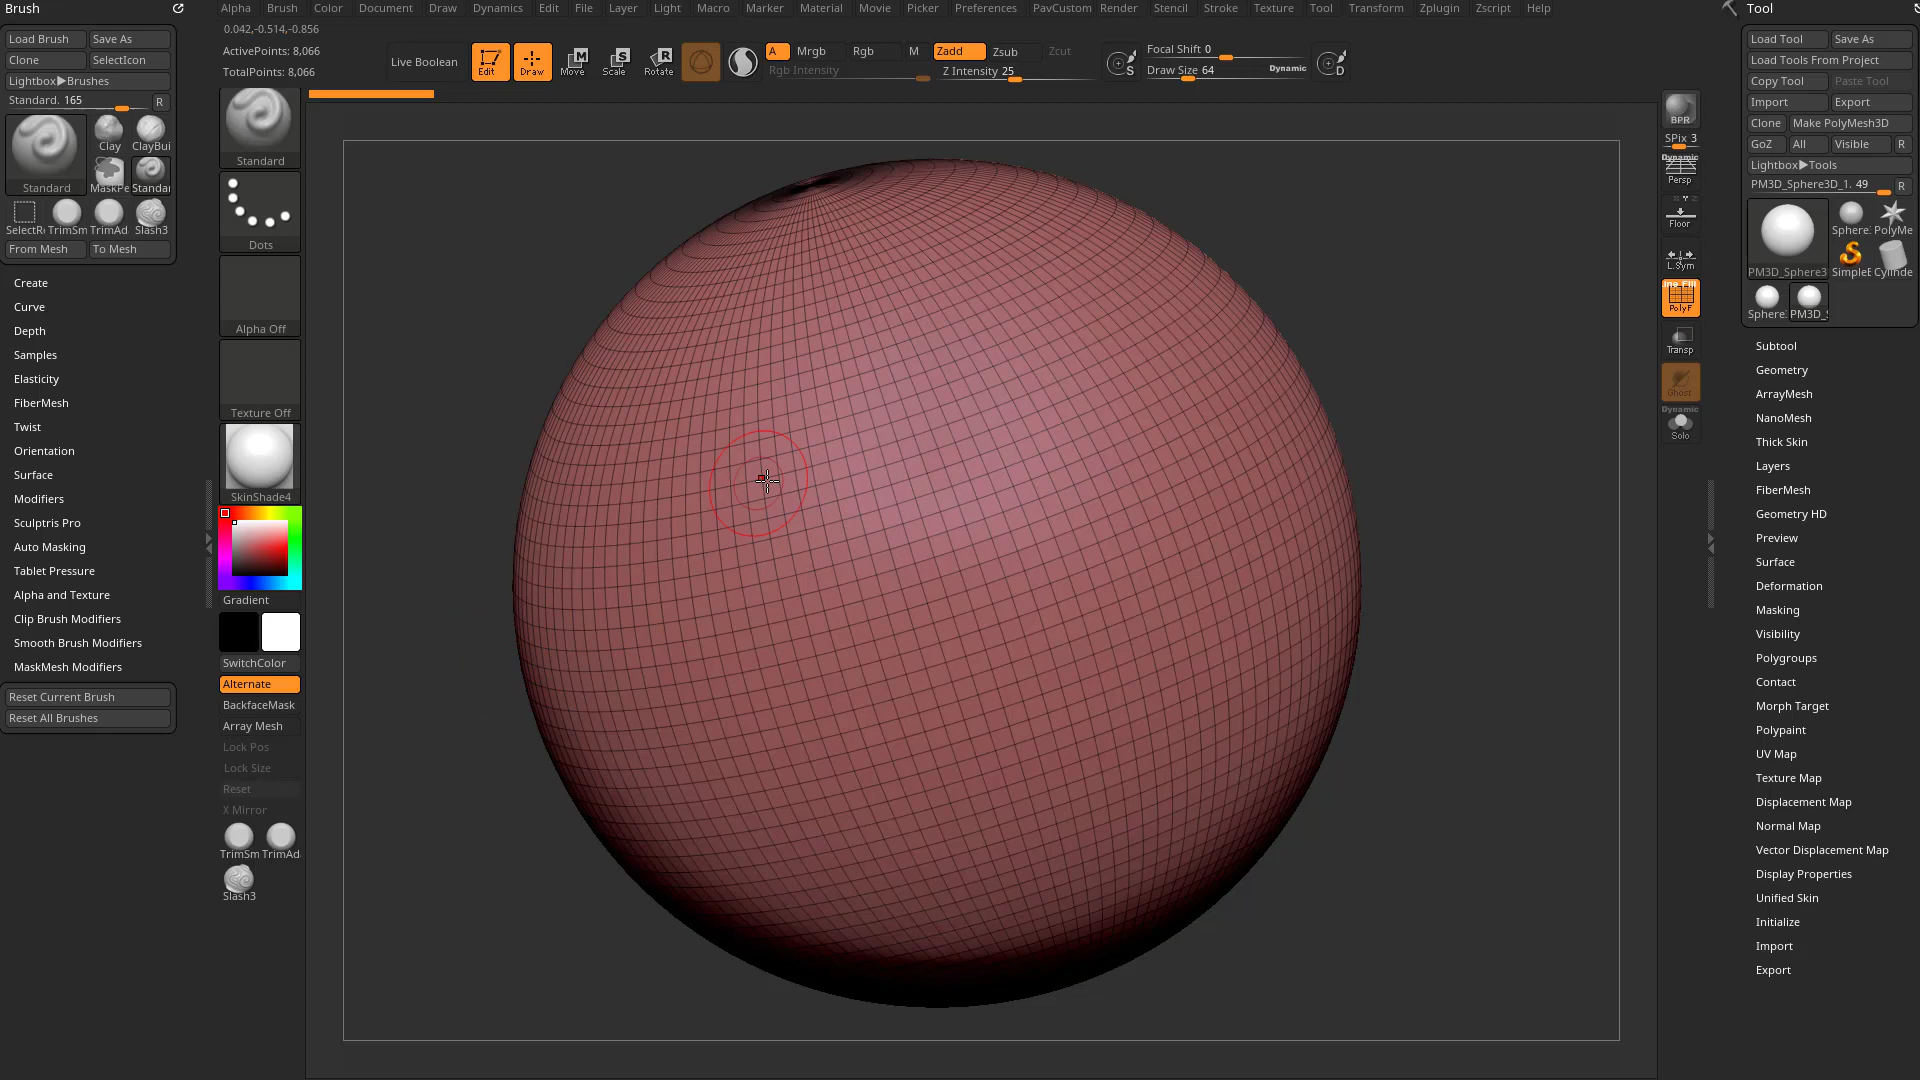 Brush
Alpha Brush Color Document Draw Dynamics Edit File Layer Light Macro Marker Material Movie Picker Preferences PavCustom Render Stencil Stroke Texture Tool Transform Zplugin Zscript Help
Tool
0.042,-0.514,-0.856
Load Brush Save As
Clone SelectIcon
Lightbox▶Brushes
Standard. 165 R
Clay ClayBui
Standard MaskPe Standar
SelectR TrimSm TrimAd Slash3
From Mesh To Mesh
Create
Curve
Depth
Samples
Elasticity
FiberMesh
Twist
Orientation
Surface
Modifiers
Sculptris Pro
Auto Masking
Tablet Pressure
Alpha and Texture
Clip Brush Modifiers
Smooth Brush Modifiers
MaskMesh Modifiers
Reset Current Brush
Reset All Brushes
ActivePoints: 8,066
TotalPoints: 8,066
Live Boolean
Edit Draw Move Scale Rotate
A Mrgb Rgb M Zadd Zsub Zcut
Rgb Intensity Z Intensity 25
S
Focal Shift 0
Draw Size 64 Dynamic
D
Standard
Dots
Alpha Off
Texture Off
SkinShade4
Gradient
SwitchColor
Alternate
BackfaceMask
Array Mesh
Lock Pos
Lock Size
Reset
X Mirror
TrimSm TrimAd
Slash3
BPR
SPix 3
Dynamic
Persp
Floor
L.Sym
Line Fill
PolyF
Transp
Ghost
Dynamic
Solo
Load Tool Save As
Load Tools From Project
Copy Tool Paste Tool
Import Export
Clone Make PolyMesh3D
GoZ All Visible R
Lightbox▶Tools
PM3D_Sphere3D_1. 49 R
Sphere PolyMe
PM3D_Sphere3 SimpleE Cylinde
Sphere PM3D_S
Subtool
Geometry
ArrayMesh
NanoMesh
Thick Skin
Layers
FiberMesh
Geometry HD
Preview
Surface
Deformation
Masking
Visibility
Polygroups
Contact
Morph Target
Polypaint
UV Map
Texture Map
Displacement Map
Normal Map
Vector Displacement Map
Display Properties
Unified Skin
Initialize
Import
Export